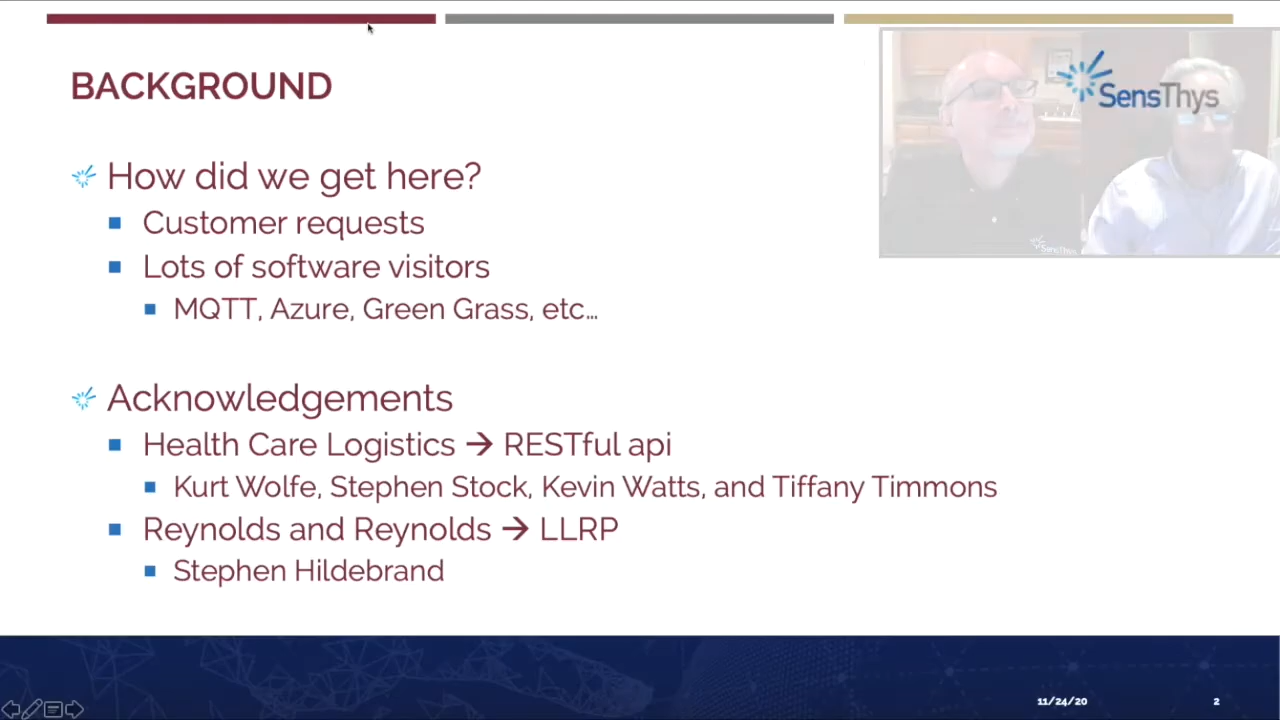 BACKGROUND
SensThys
How did we get here?
Customer requests
Lots of software visitors
MQTT, Azure, Green Grass, etc...
SensThys
Acknowledgements
Health Care Logistics → RESTful api
Kurt Wolfe, Stephen Stock, Kevin Watts, and Tiffany Timmons
Reynolds and Reynolds → LLRP
Stephen Hildebrand
11/24/20
2